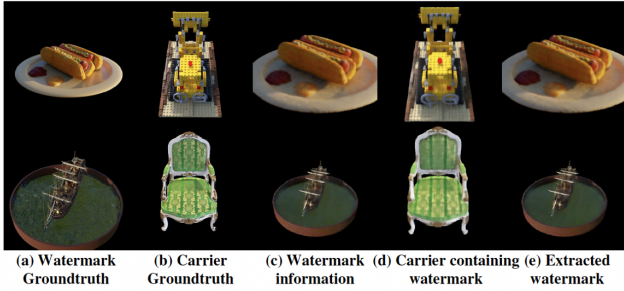 (a) Watermark Groundtruth
(b) Carrier Groundtruth
(c) Watermark information
(d) Carrier containing watermark
(e) Extracted watermark